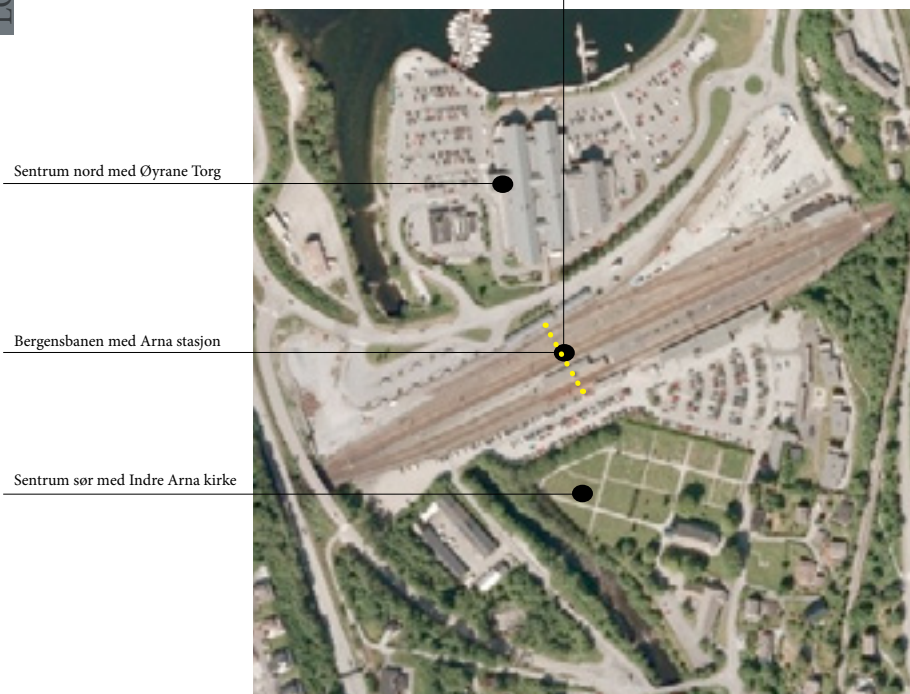 Sentrum nord med Øyrane Torg
Bergensbanen med Arna stasjon
Sentrum sør med Indre Arna kirke